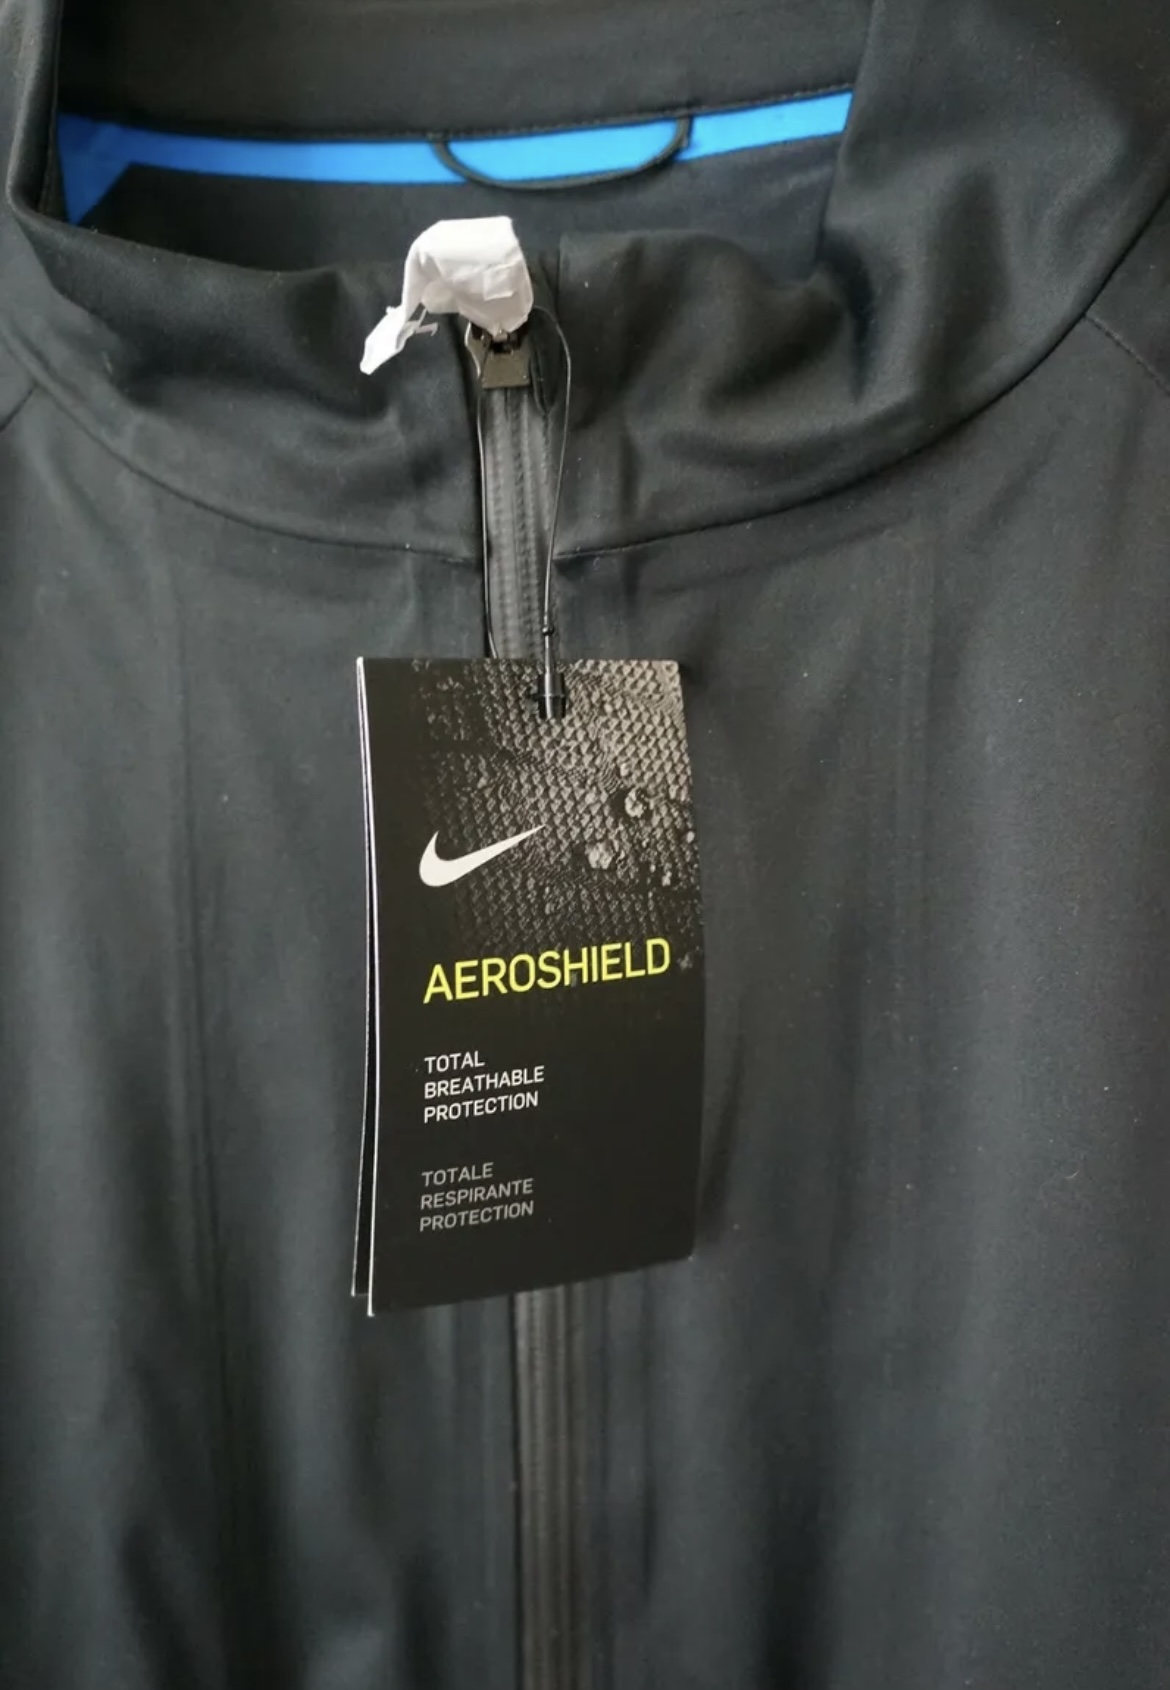 AEROSHIELD
TOTAL
BREATHABLE
PROTECTION
TOTALE
RESPIRANTE
PROTECTION